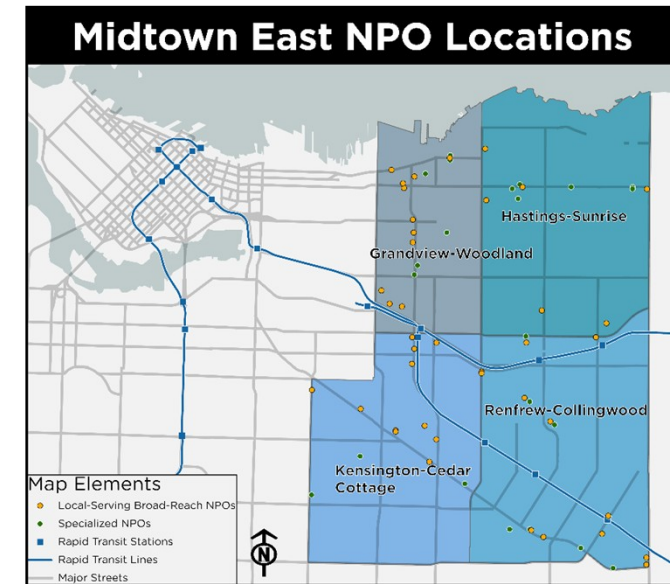 Midtown East NPO Locations
Hastings-Sunrise
Grandview-Woodland
Renfrew-Collingwood
Kensington-Cedar
Cottage
Map Elements
Local-Serving Broad-Reach NPOs
Specialized NPOs
Rapid Transit Stations
Rapid Transit Lines
Major Streets
N